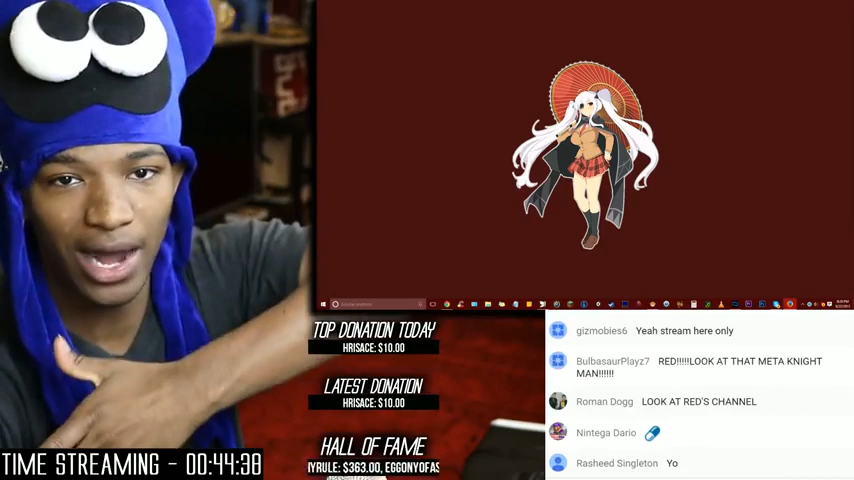 TOP DONATION TODAY
HRISACE: $10.00
LATEST DONATION
HRISACE: $10.00
HALL OF FAME
IYRULE: $363.00, EGGONYOFAS
TIME STREAMING - 00:44:38
gizmobies6 Yeah stream here only
BulbasaurPlayz7 RED!!!!!LOOK AT THAT META KNIGHT
MAN!!!!!!
Roman Dogg LOOK AT RED'S CHANNEL
Nintega Dario
Rasheed Singleton Yo